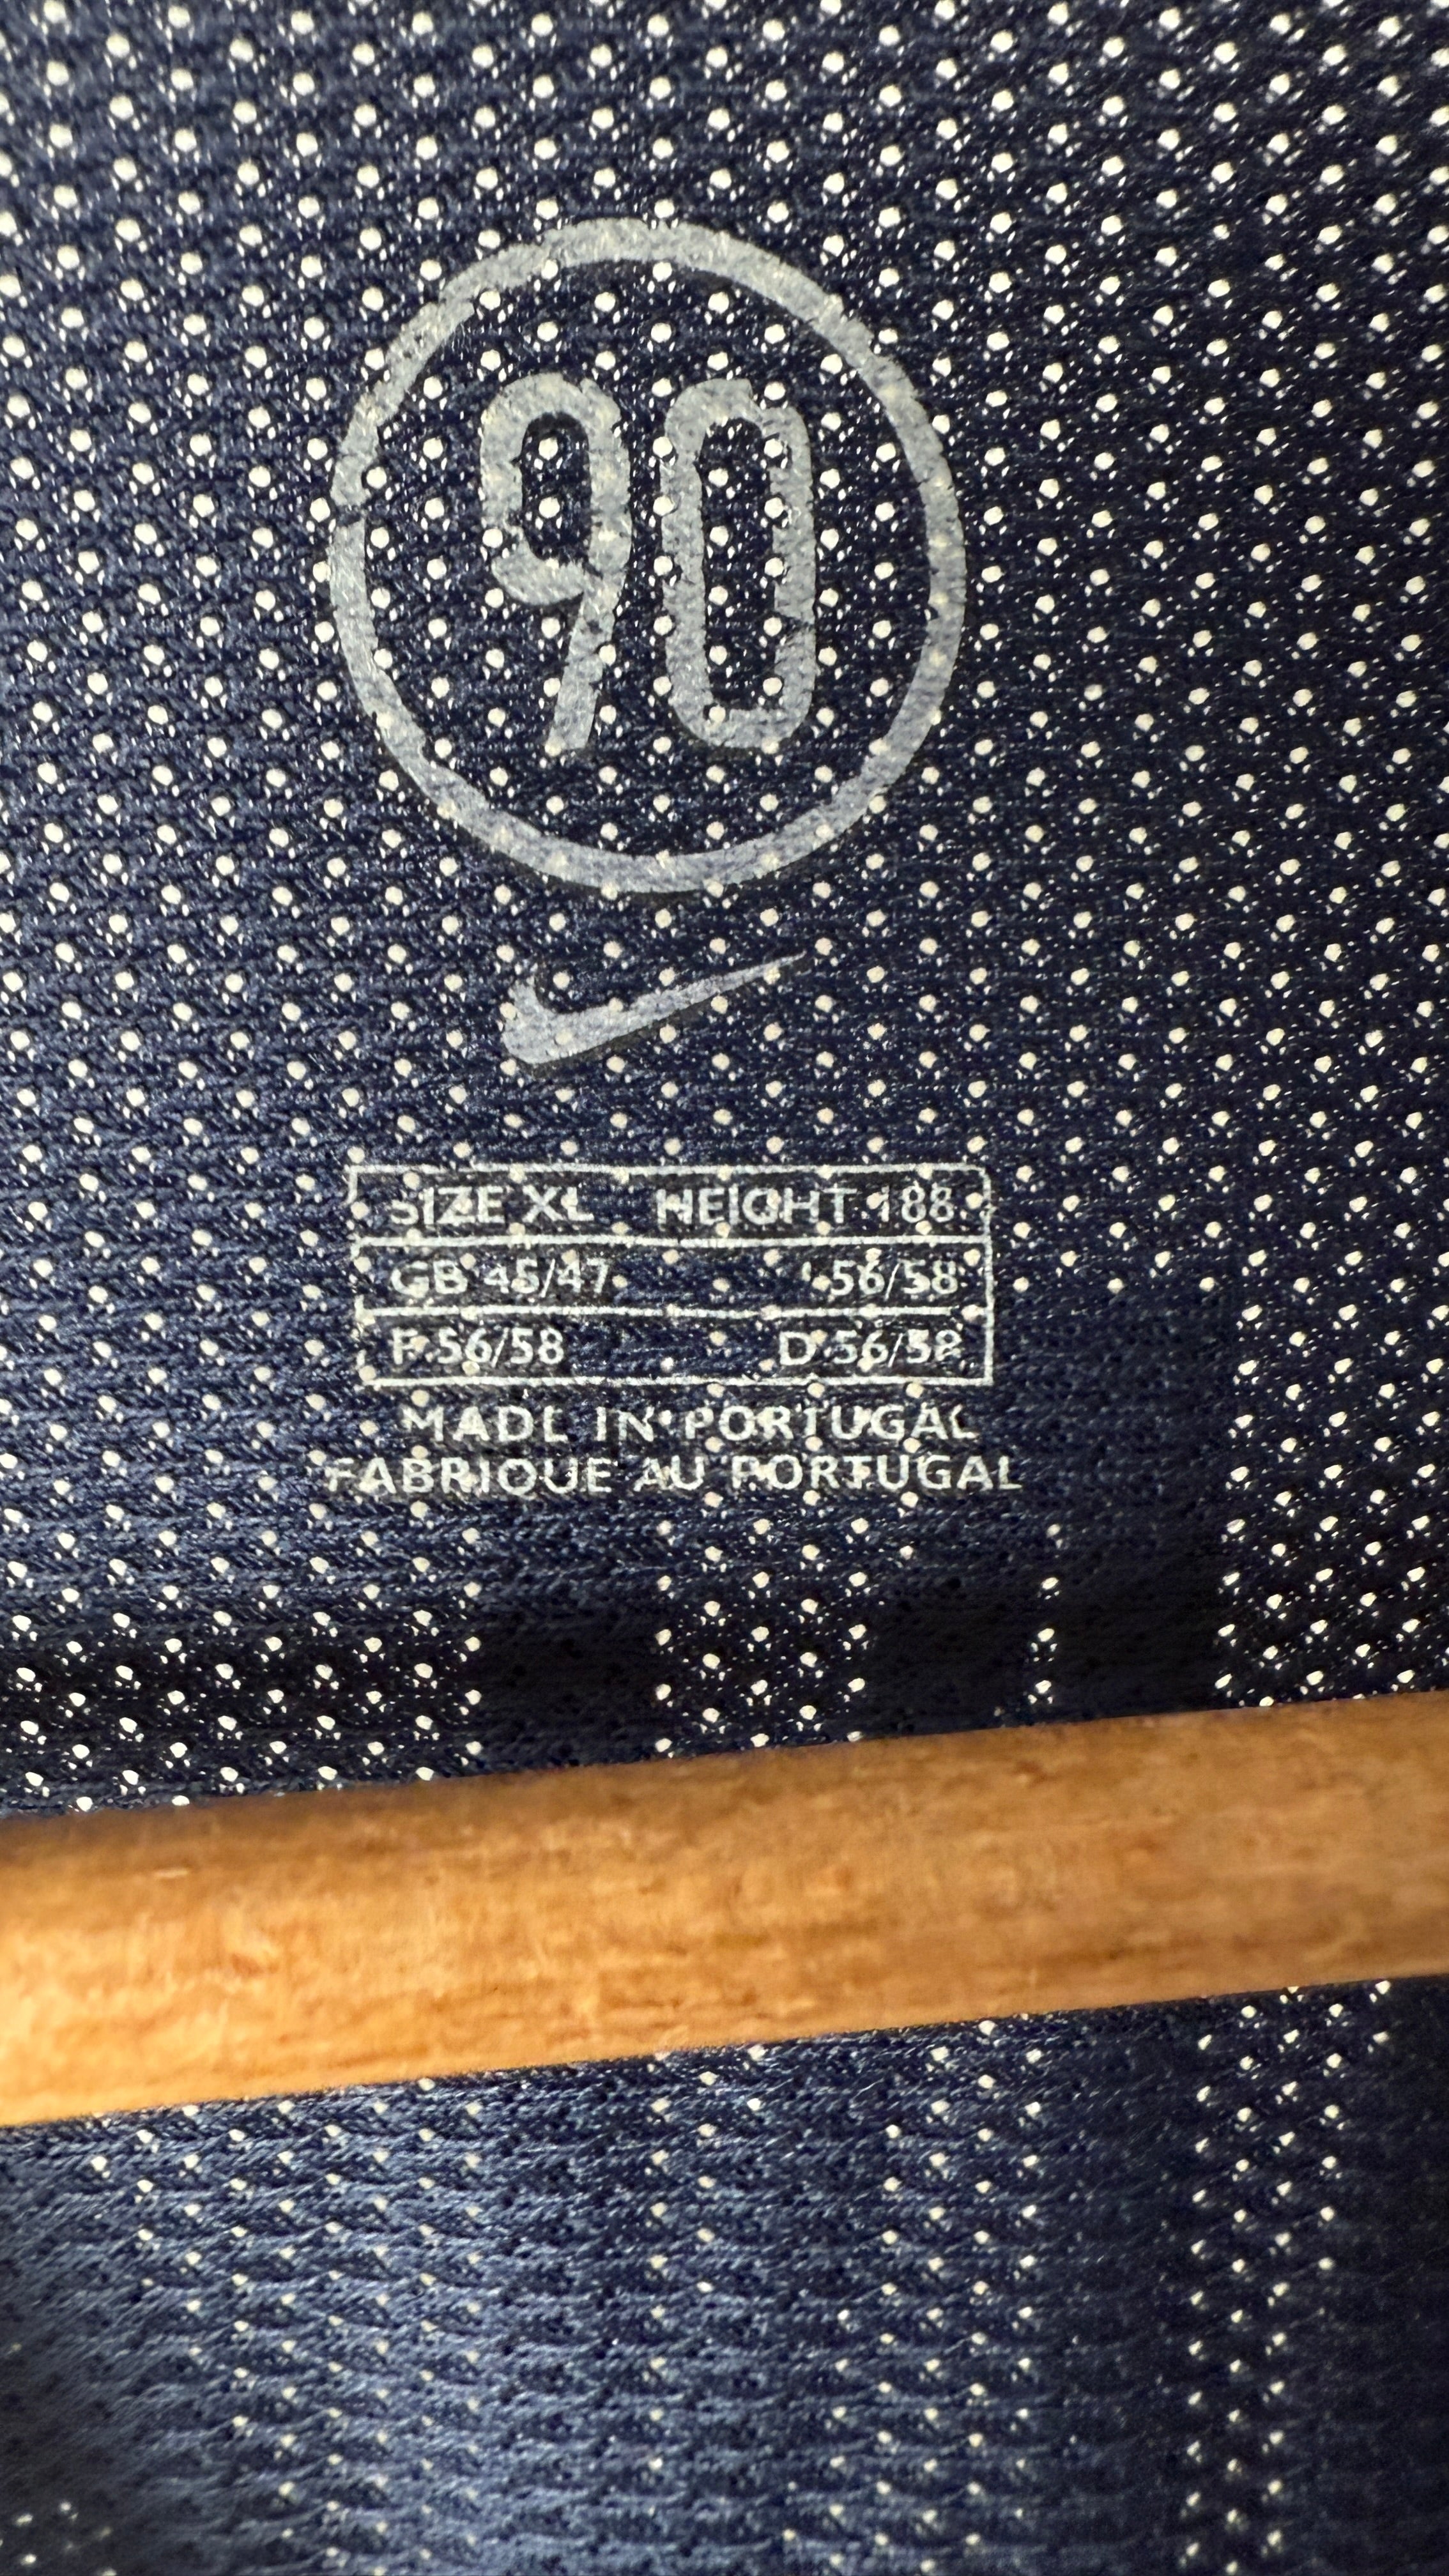 90
SIZE XL HEIGHT 188
GB 45/47 I 56/58
F 56/58 D 56/58
MADE IN PORTUGAL
FABRIQUE AU PORTUGAL